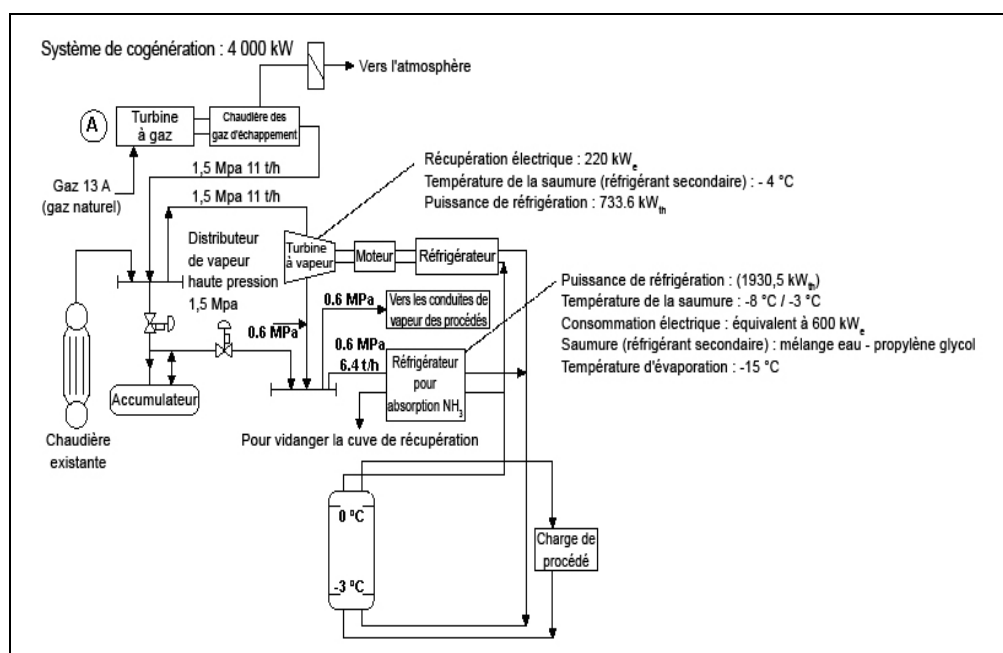 Système de cogénération : 4 000 kW
Vers l'atmosphère
A
Turbine
à gaz
Chaudière des
gaz d'échappement
Gaz 13 A
(gaz naturel)
1,5 Mpa 11 t/h
1,5 Mpa 11 t/h
Récupération électrique : 220 kWe
Température de la saumure (réfrigérant secondaire) : - 4 °C
Puissance de réfrigération : 733.6 kWth
Distributeur
de vapeur
haute pression
1,5 Mpa
Turbine
à vapeur
Moteur
Réfrigérateur
0.6 MPa
Vers les conduites de
vapeur des procédés
0.6 MPa
0.6 MPa
6.4 t/h
Réfrigérateur
pour
absorption NH3
Puissance de réfrigération : (1930,5 kWth)
Température de la saumure : -8 °C / -3 °C
Consommation électrique : équivalent à 600 kWe
Saumure (réfrigérant secondaire) : mélange eau - propylène glycol
Température d'évaporation : -15 °C
Accumulateur
Chaudière
existante
Pour vidanger la cuve de récupération
0 °C
-3 °C
Charge de
procédé